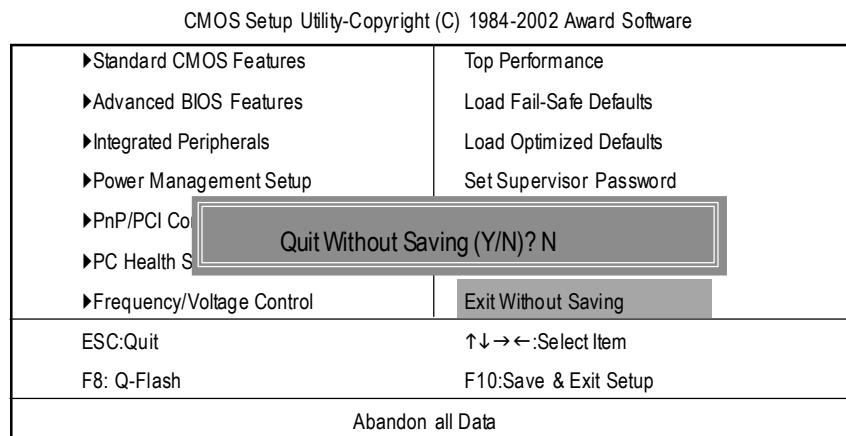 CMOS Setup Utility-Copyright (C) 1984-2002 Award Software
▶Standard CMOS Features
Top Performance
▶Advanced BIOS Features
Load Fail-Safe Defaults
▶Integrated Peripherals
Load Optimized Defaults
▶Power Management Setup
Set Supervisor Password
▶PnP/PCI
Quit Without Saving (Y/N)? N
▶PC Health
▶Frequency/Voltage Control
Exit Without Saving
ESC:Quit
↑↓→←:Select Item
F8: Q-Flash
F10:Save & Exit Setup
Abandon all Data